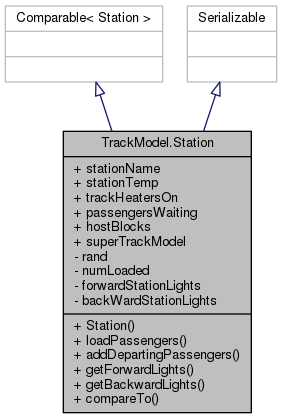 Comparable< Station >
Serializable
TrackModel.Station
+ stationName
+ stationTemp
+ trackHeatersOn
+ passengersWaiting
+ hostBlocks
+ superTrackModel
- rand
- numLoaded
- forwardStationLights
- backWardStationLights
+ Station()
+ loadPassengers()
+ addDepartingPassengers()
+ getForwardLights()
+ getBackwardLights()
+ compareTo()